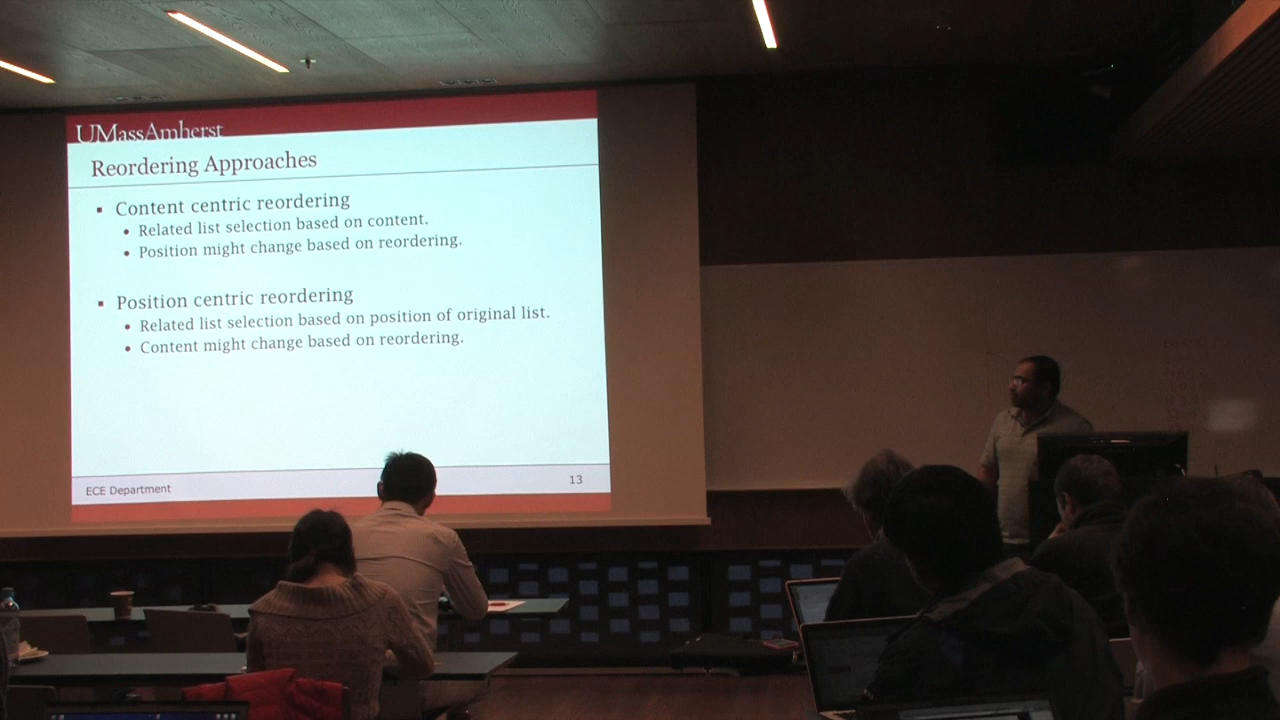 UMassAmherst
Reordering Approaches
Content centric reordering
Related list selection based on content.
Position might change based on reordering.
Position centric reordering
Related list selection based on position of original list.
Content might change based on reordering.
ECE Department
13